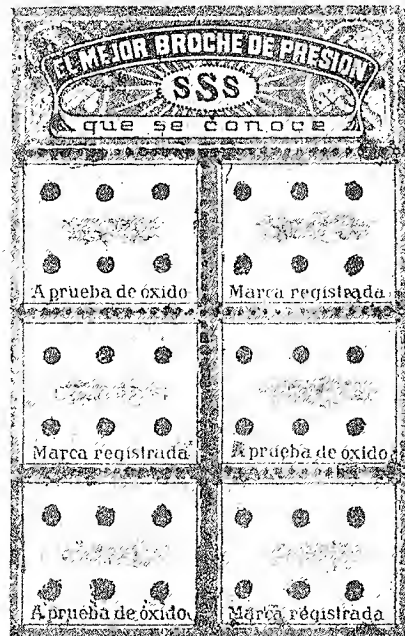 EL MEJOR BROCHE DE PRESION
SSS
que se conoce
A prueba de óxido
Marca registrada
Marca registrada
A prueba de óxido
A prueba de óxido
Marca registrada